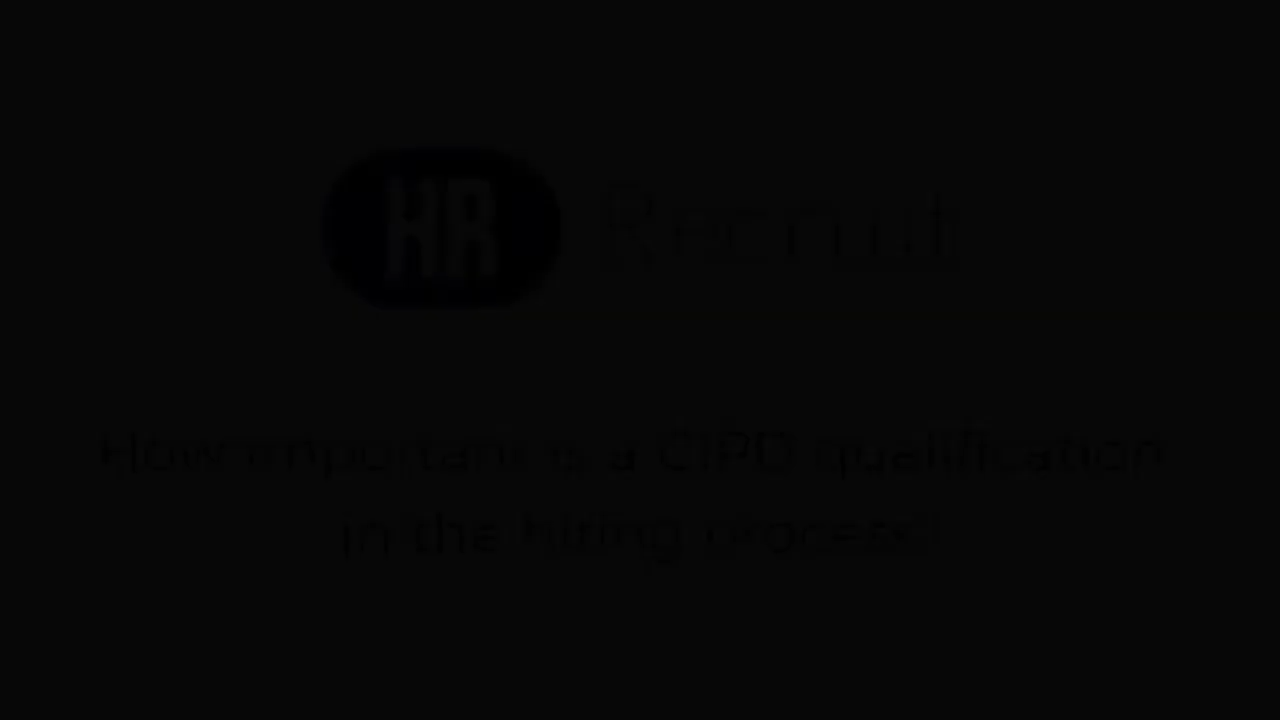 HR Recruit
How important is a CIPD qualification
in the hiring process?